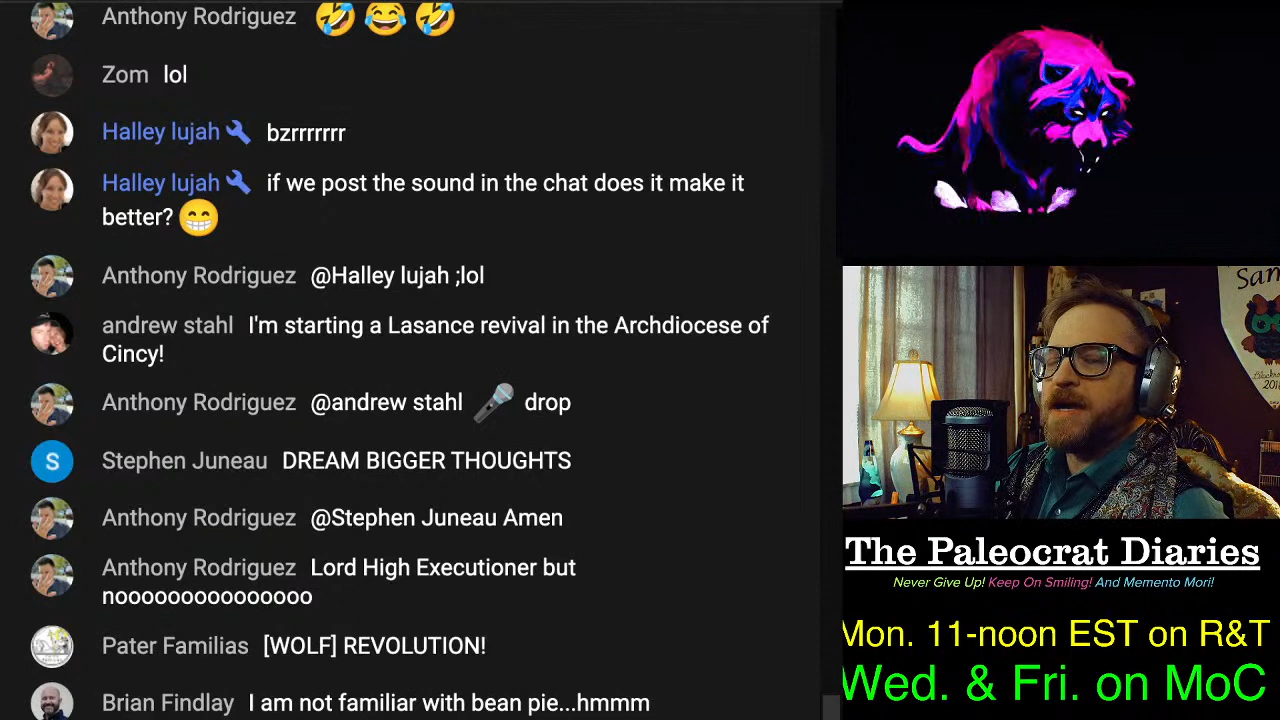 Anthony Rodriguez 🤣😂🤣
Zom lol
Halley lujah bzrrrrrrr
Halley lujah if we post the sound in the chat does it make it
better? 😁
Anthony Rodriguez @Halley lujah ;lol
andrew stahl I'm starting a Lasance revival in the Archdiocese of
Cincy!
Anthony Rodriguez @andrew stahl 🎤 drop
S Stephen Juneau DREAM BIGGER THOUGHTS
Anthony Rodriguez @Stephen Juneau Amen
Anthony Rodriguez Lord High Executioner but
nooooooooooooooo
Pater Familias [WOLF] REVOLUTION!
Brian Findlay I am not familiar with bean pie...hmmm
San
The Paleocrat Diaries
Never Give Up! Keep On Smiling! And Memento Mori!
Mon. 11-noon EST on R&T
Wed. & Fri. on MoC